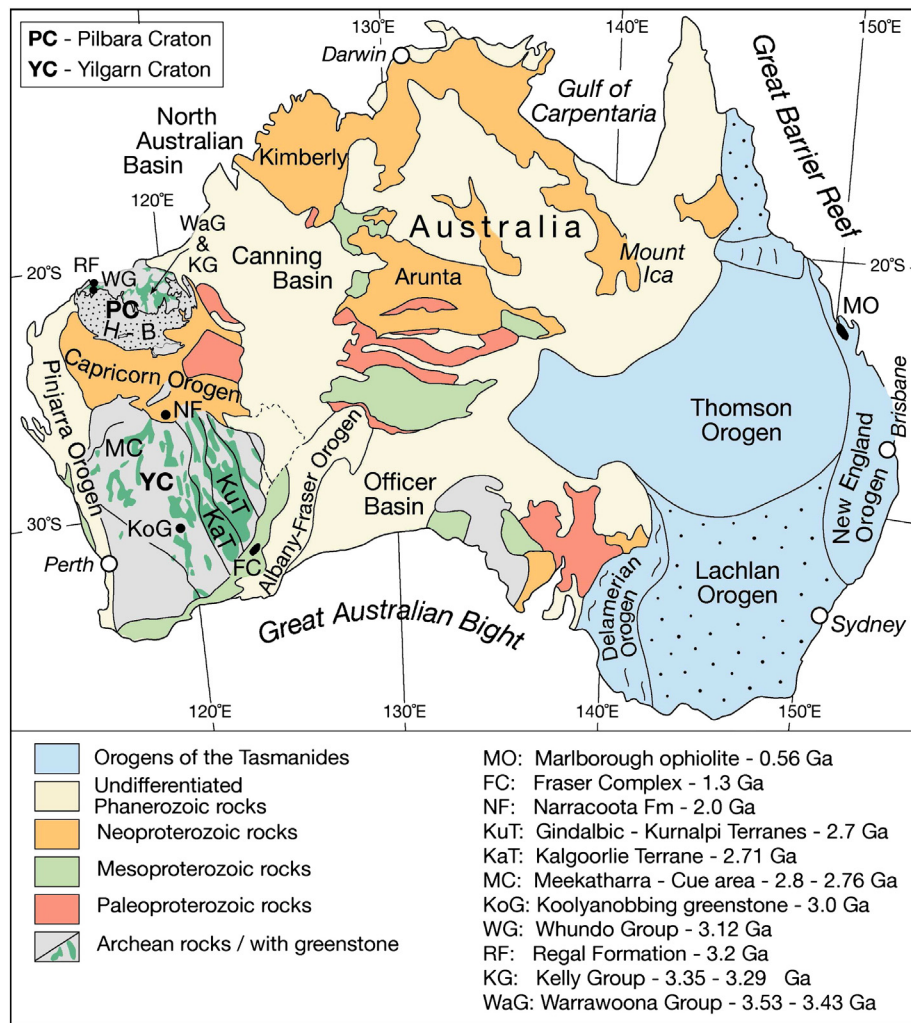 PC - Pilbara Craton
YC - Yilgarn Craton
130°E
140°E
150°E
Darwin
Gulf of
Carpentaria
Great Barrier Reef
North
Australian
Basin
Kimberly
120°E
WaG
&
KG
Canning
Basin
Australia
Mount
Ica
20°S
RF
WG
PC
H - B
Arunta
20°S
MO
Capricorn Orogen
Pinjarra Orogen
NF
MC
YC
KuT
KaT
KoG
FC
Albany-Fraser Orogen
Officer
Basin
Thomson
Orogen
New England
Orogen
Brisbane
30°S
Perth
Great Australian Bight
Delamerian
Orogen
Lachlan
Orogen
Sydney
120°E
130°E
140°E
150°E
Orogens of the Tasmanides
Undifferentiated
Phanerozoic rocks
Neoproterozoic rocks
Mesoproterozoic rocks
Paleoproterozoic rocks
Archean rocks / with greenstone
MO: Marlborough ophiolite - 0.56 Ga
FC: Fraser Complex - 1.3 Ga
NF: Narracoota Fm - 2.0 Ga
KuT: Gindalbic - Kurnalpi Terranes - 2.7 Ga
KaT: Kalgoorlie Terrane - 2.71 Ga
MC: Meekatharra - Cue area - 2.8 - 2.76 Ga
KoG: Koolyanobbing greenstone - 3.0 Ga
WG: Whundo Group - 3.12 Ga
RF: Regal Formation - 3.2 Ga
KG: Kelly Group - 3.35 - 3.29 Ga
WaG: Warrawoona Group - 3.53 - 3.43 Ga